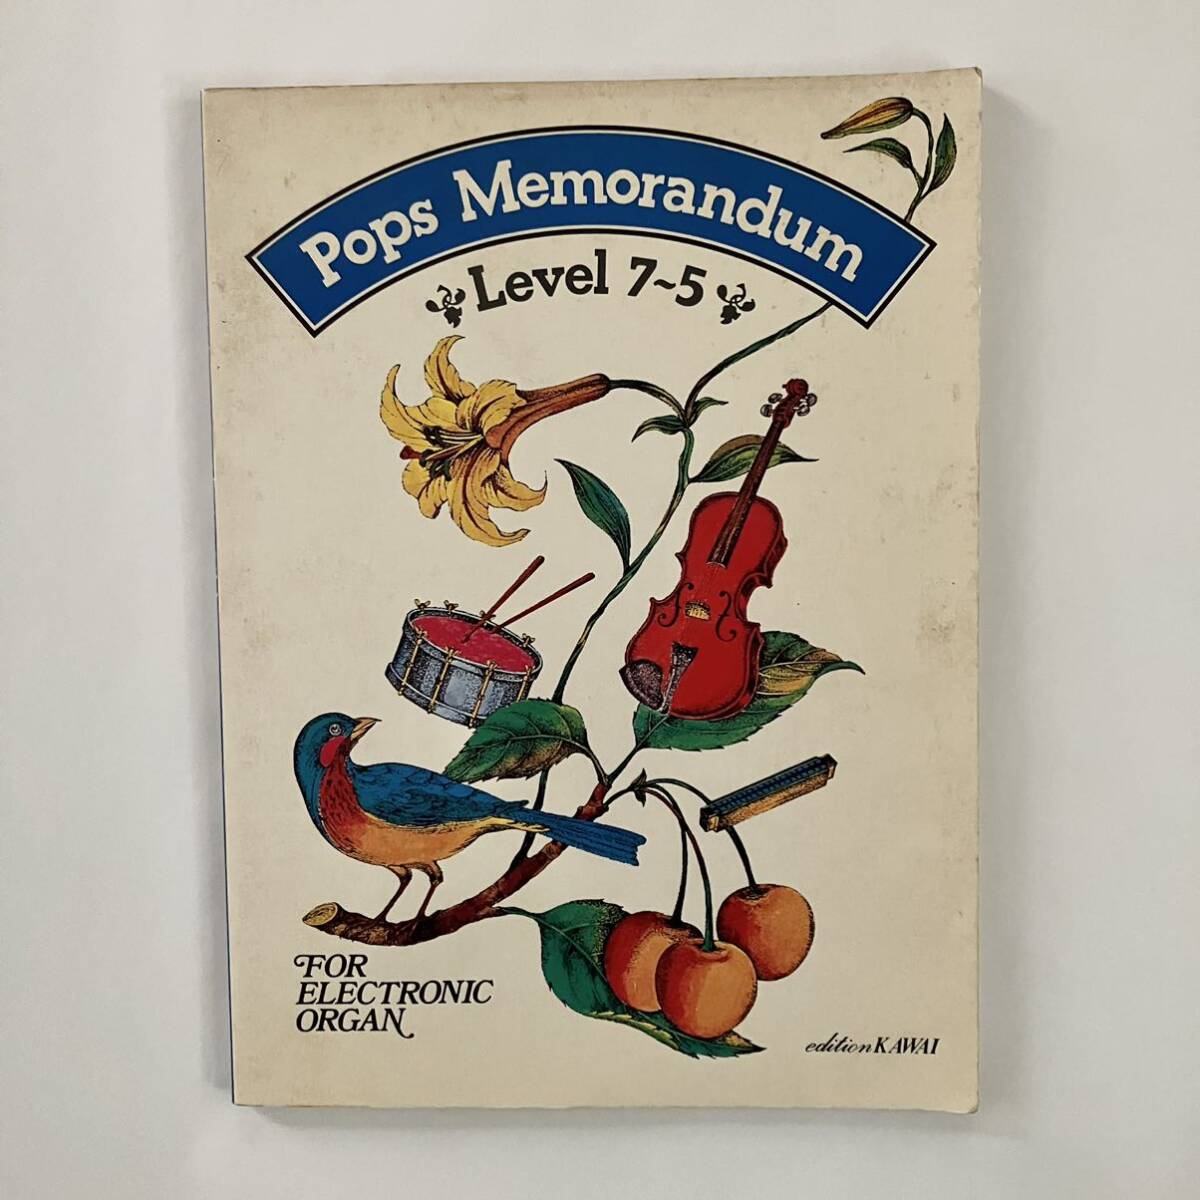 Pops Memorandum
Level 7~5
FOR
ELECTRONIC
ORGAN
edition KAWAI